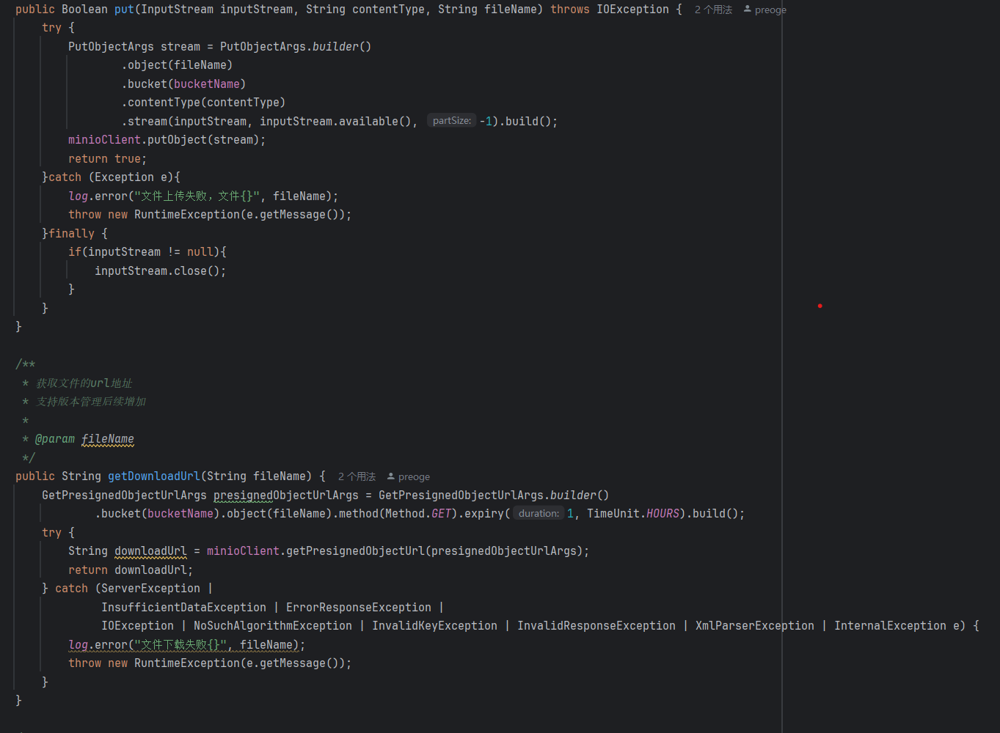 public Boolean put(InputStream inputStream, String contentType, String fileName) throws IOException { 2 个用法 preoge
    try {
        PutObjectArgs stream = PutObjectArgs.builder()
                .object(fileName)
                .bucket(bucketName)
                .contentType(contentType)
                .stream(inputStream, inputStream.available(), partSize: -1).build();
        minioClient.putObject(stream);
        return true;
    }catch (Exception e){
        log.error("文件上传失败，文件{}", fileName);
        throw new RuntimeException(e.getMessage());
    }finally {
        if(inputStream != null){
            inputStream.close();
        }
    }
}
/**
 * 获取文件的url地址
 * 支持版本管理后续增加
 *
 * @param fileName
 */
public String getDownloadUrl(String fileName) { 2 个用法 preoge
    GetPresignedObjectUrlArgs presignedObjectUrlArgs = GetPresignedObjectUrlArgs.builder()
            .bucket(bucketName).object(fileName).method(Method.GET).expiry( duration: 1, TimeUnit.HOURS).build();
    try {
        String downloadUrl = minioClient.getPresignedObjectUrl(presignedObjectUrlArgs);
        return downloadUrl;
    } catch (ServerException |
             InsufficientDataException | ErrorResponseException |
             IOException | NoSuchAlgorithmException | InvalidKeyException | InvalidResponseException | XmlParserException | InternalException e) {
        log.error("文件下载失败{}", fileName);
        throw new RuntimeException(e.getMessage());
    }
}